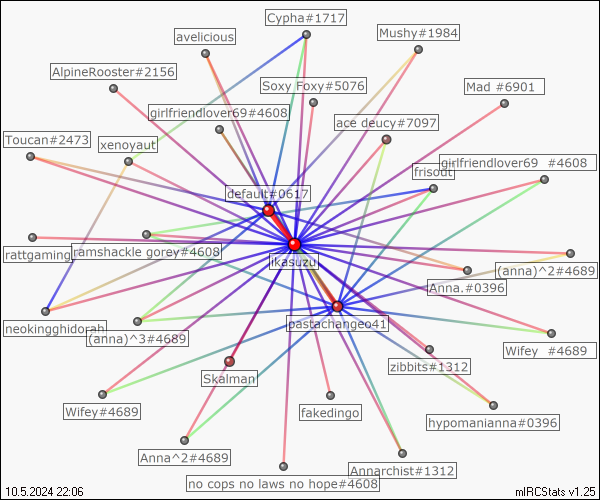 Cypha#1717
Mushy#1984
avelicious
AlpineRooster#2156
Soxy Foxy#5076
Mad #6901
girlfriendlover69#4608
ace deucy#7097
Toucan#2473
xenoyaut
girlfriendlover69 #4608
frisout
default#0617
rattgaming
ramshackle gorey#4608
ikasuzu
(anna)^2#4689
Anna.#0396
neokingghidorah
pastachangeo41
(anna)^3#4689
Wifey #4689
zibbits#1312
Skalman
Wifey#4689
fakedingo
hypomanianna#0396
Anna^2#4689
Annarchist#1312
no cops no laws no hope#4608
10.5.2024 22:06
mIRCStats v1.25